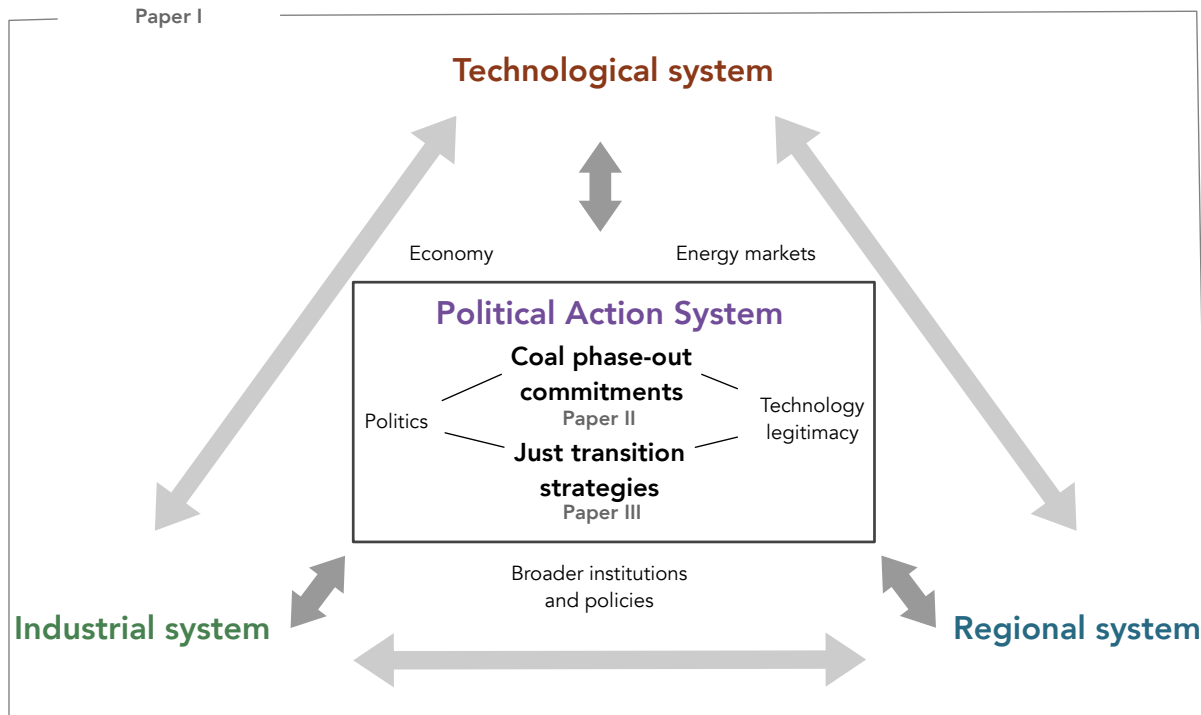 Paper I
Technological system
Economy
Energy markets
Political Action System
Coal phase-out
commitments
Paper II
Politics
Technology
legitimacy
Just transition
strategies
Paper III
Broader institutions
and policies
Industrial system
Regional system